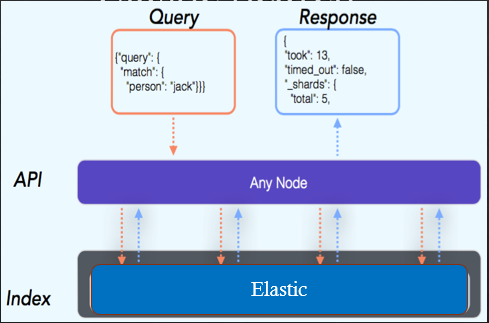 Query
Response
{"query": {
"match": {
"person": "jack"}}}
{
"took": 13,
"timed_out": false,
"_shards": {
"total": 5,
API
Any Node
Index
Elastic